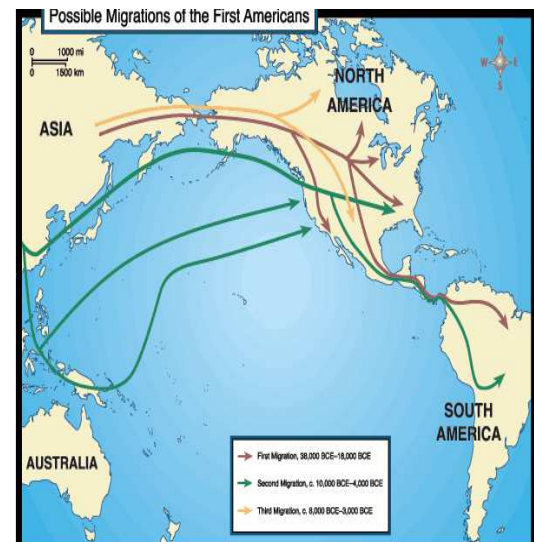 Possible Migrations of the First Americans
0 1000 mi
0 1500 km
N
W E
S
NORTH
AMERICA
ASIA
SOUTH
AMERICA
AUSTRALIA
First Migration, 38,000 BCE–18,000 BCE
Second Migration, c. 10,000 BCE–4,000 BCE
Third Migration, c. 8,000 BCE–3,000 BCE